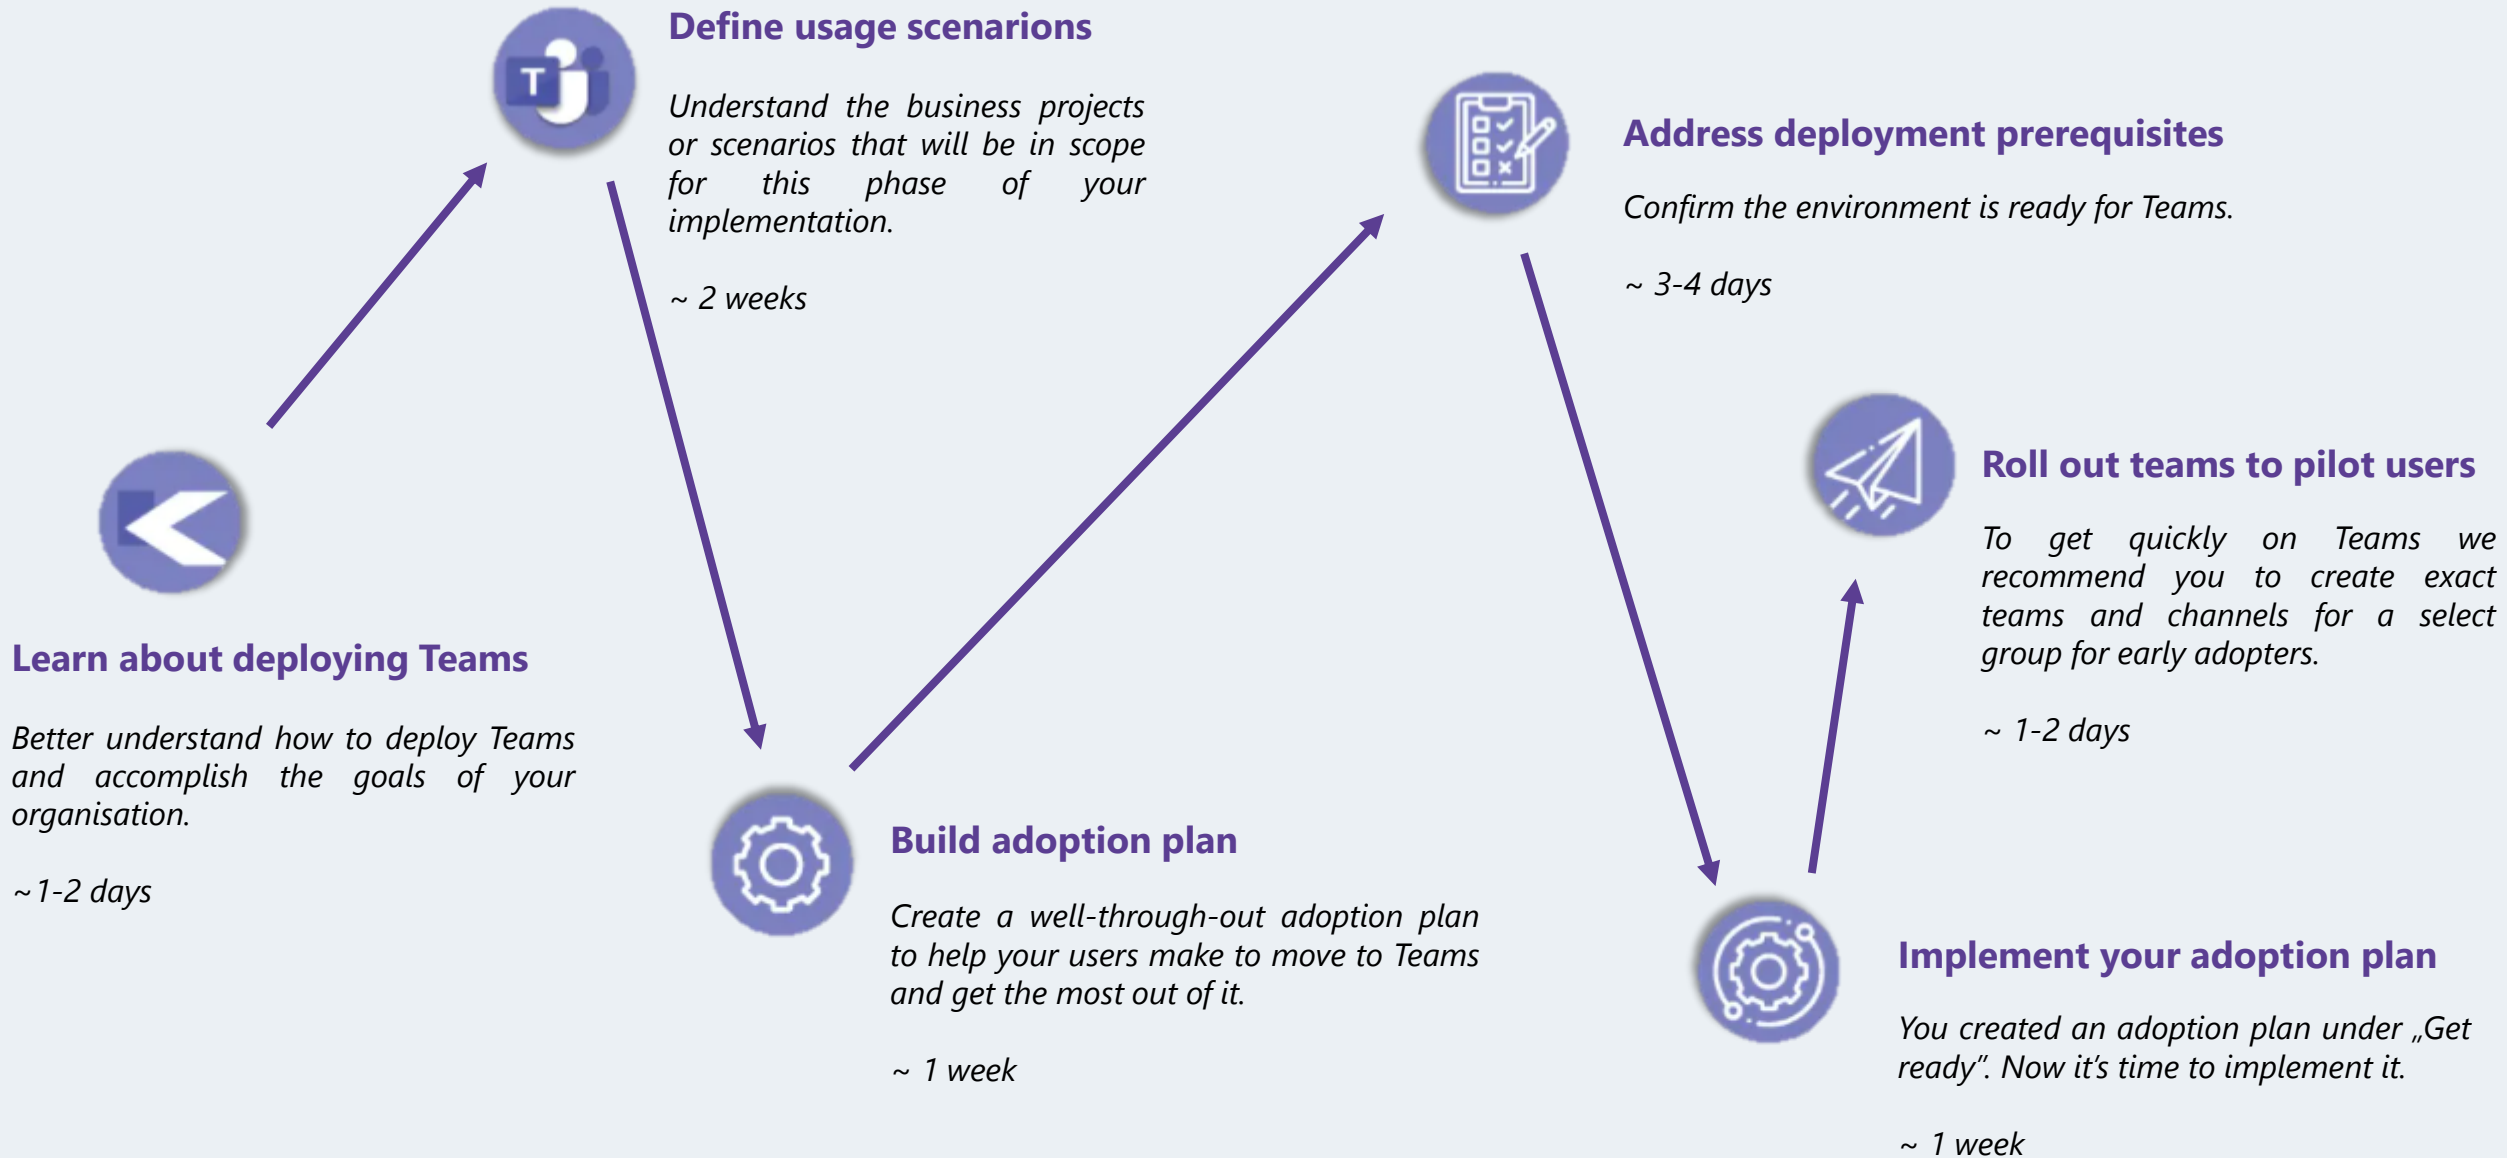 Define usage scenarions
Understand the business projects
or scenarios that will be in scope
for this phase of your
implementation.
~ 2 weeks
Address deployment prerequisites
Confirm the environment is ready for Teams.
~ 3-4 days
T
Learn about deploying Teams
Better understand how to deploy Teams
and accomplish the goals of your
organisation.
~1-2 days
Build adoption plan
Create a well-through-out adoption plan
to help your users make to move to Teams
and get the most out of it.
~ 1 week
Roll out teams to pilot users
To get quickly on Teams we
recommend you to create exact
teams and channels for a select
group for early adopters.
~ 1-2 days
Implement your adoption plan
You created an adoption plan under „Get
ready”. Now it’s time to implement it.
~ 1 week